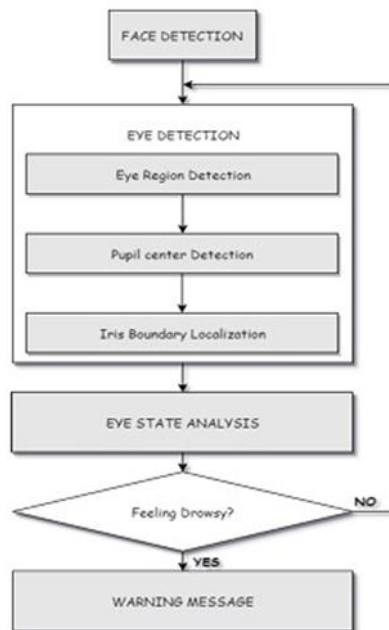 FACE DETECTION
EYE DETECTION
Eye Region Detection
Pupil center Detection
Iris Boundary Localization
EYE STATE ANALYSIS
Feeling Drowsy?
NO
YES
WARNING MESSAGE